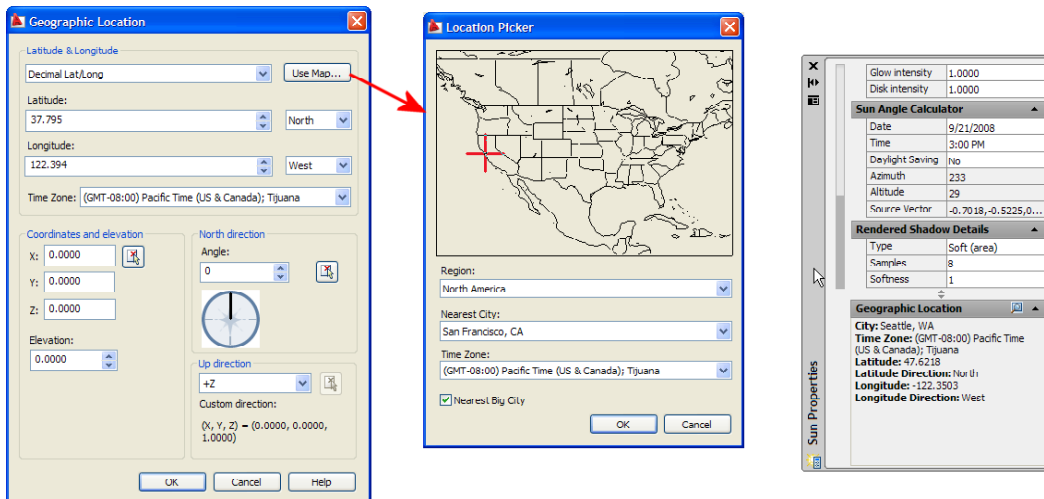 Geographic Location
Latitude & Longitude
Decimal Lat/Long
Use Map...
Latitude:
37.795
North
Longitude:
122.394
West
Time Zone: (GMT-08:00) Pacific Time (US & Canada); Tijuana
Coordinates and elevation
X: 0.0000
Y: 0.0000
Z: 0.0000
Elevation:
0.0000
North direction
Angle:
0
Up direction
+Z
Custom direction:
(X, Y, Z) = (0.0000, 0.0000,
1.0000)
OK
Cancel
Help
Location Picker
Region:
North America
Nearest City:
San Francisco, CA
Time Zone:
(GMT-08:00) Pacific Time (US & Canada); Tijuana
Nearest Big City
OK
Cancel
Glow intensity 1.0000
Disk intensity 1.0000
Sun Angle Calculator
Date 9/21/2008
Time 3:00 PM
Daylight Saving No
Azimuth 233
Altitude 29
Source Vector -0.7018,-0.5225,0...
Rendered Shadow Details
Type Soft (area)
Samples 8
Softness 1
Geographic Location
City: Seattle, WA
Time Zone: (GMT-08:00) Pacific Time
(US & Canada); Tijuana
Latitude: 47.6218
Latitude Direction: North
Longitude: -122.3503
Longitude Direction: West
Sun Properties